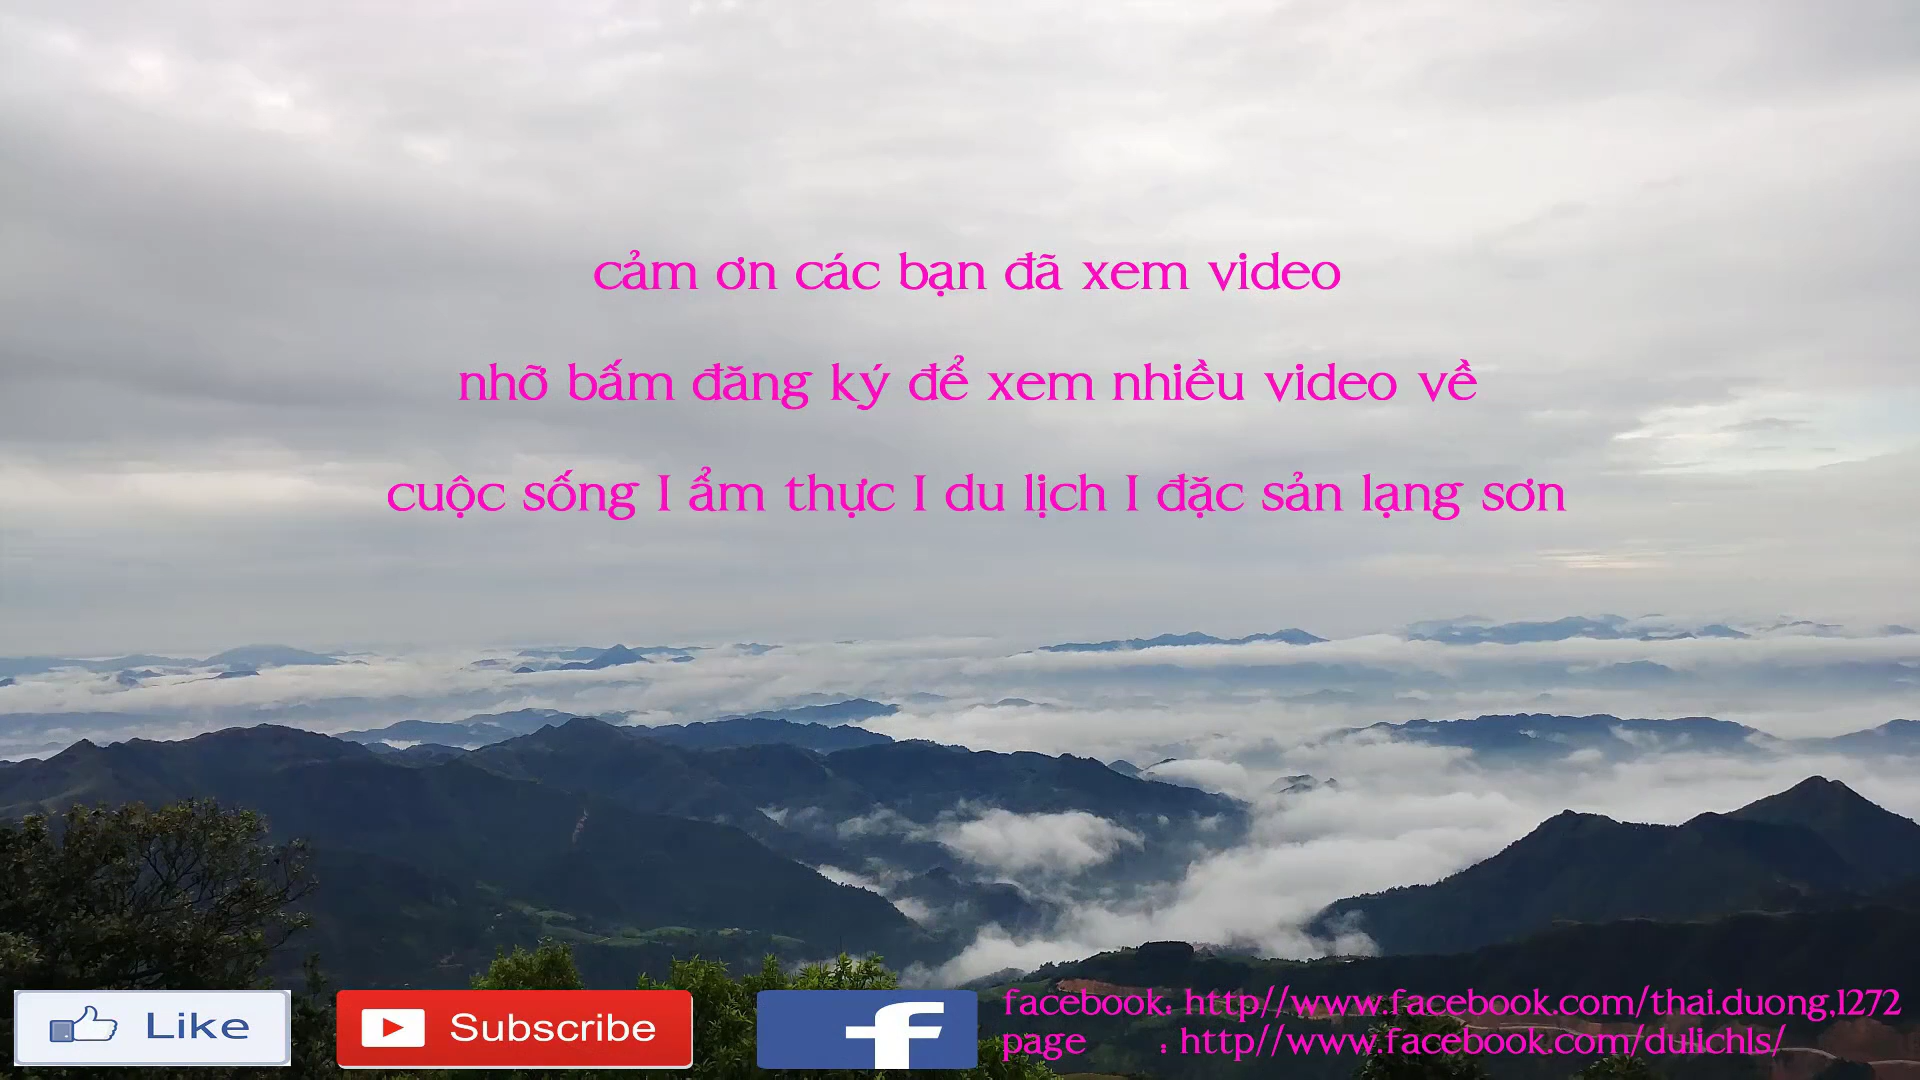 cảm ơn các bạn đã xem video
nhỡ bấm đăng ký để xem nhiều video về
cuộc sống I ẩm thực I du lịch I đặc sản lạng sơn
Like
Subscribe
f
facebook: http//www.facebook.com/thai.duong,1272
page : http//www.facebook.com/dulichls/